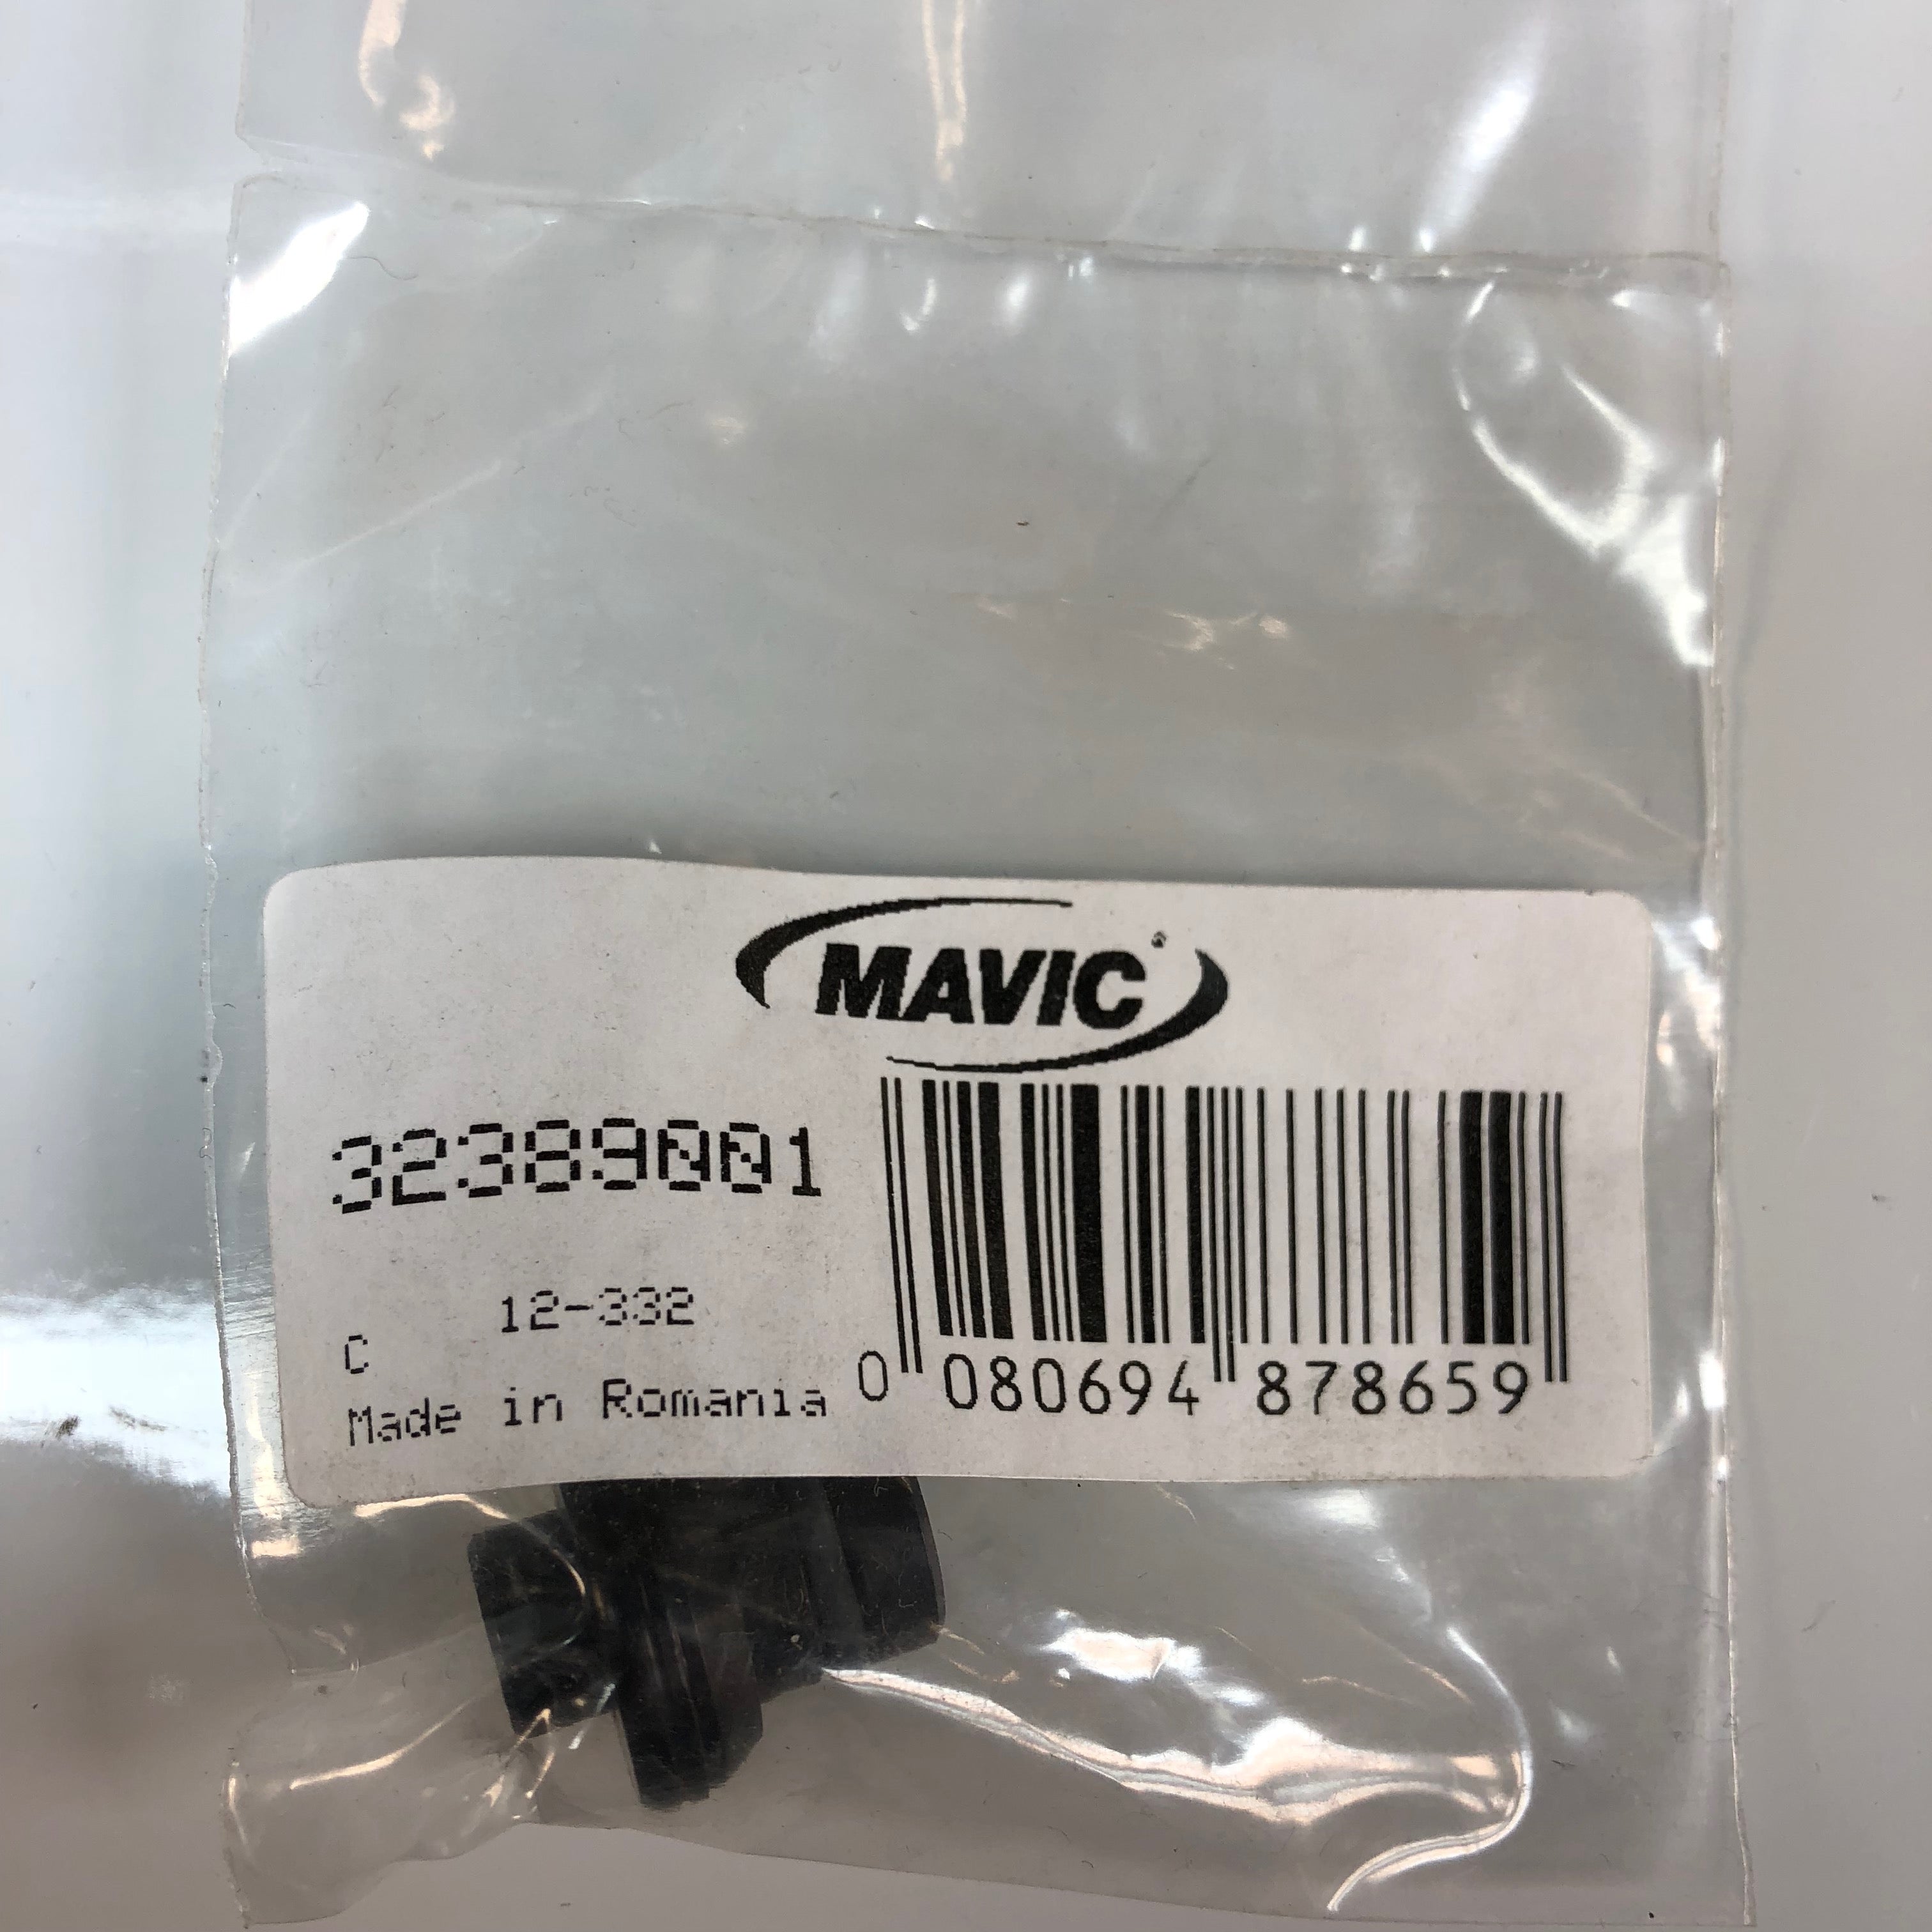 MAVIC®
32389001
12-332
C
Made in Romania
0 080694 878659